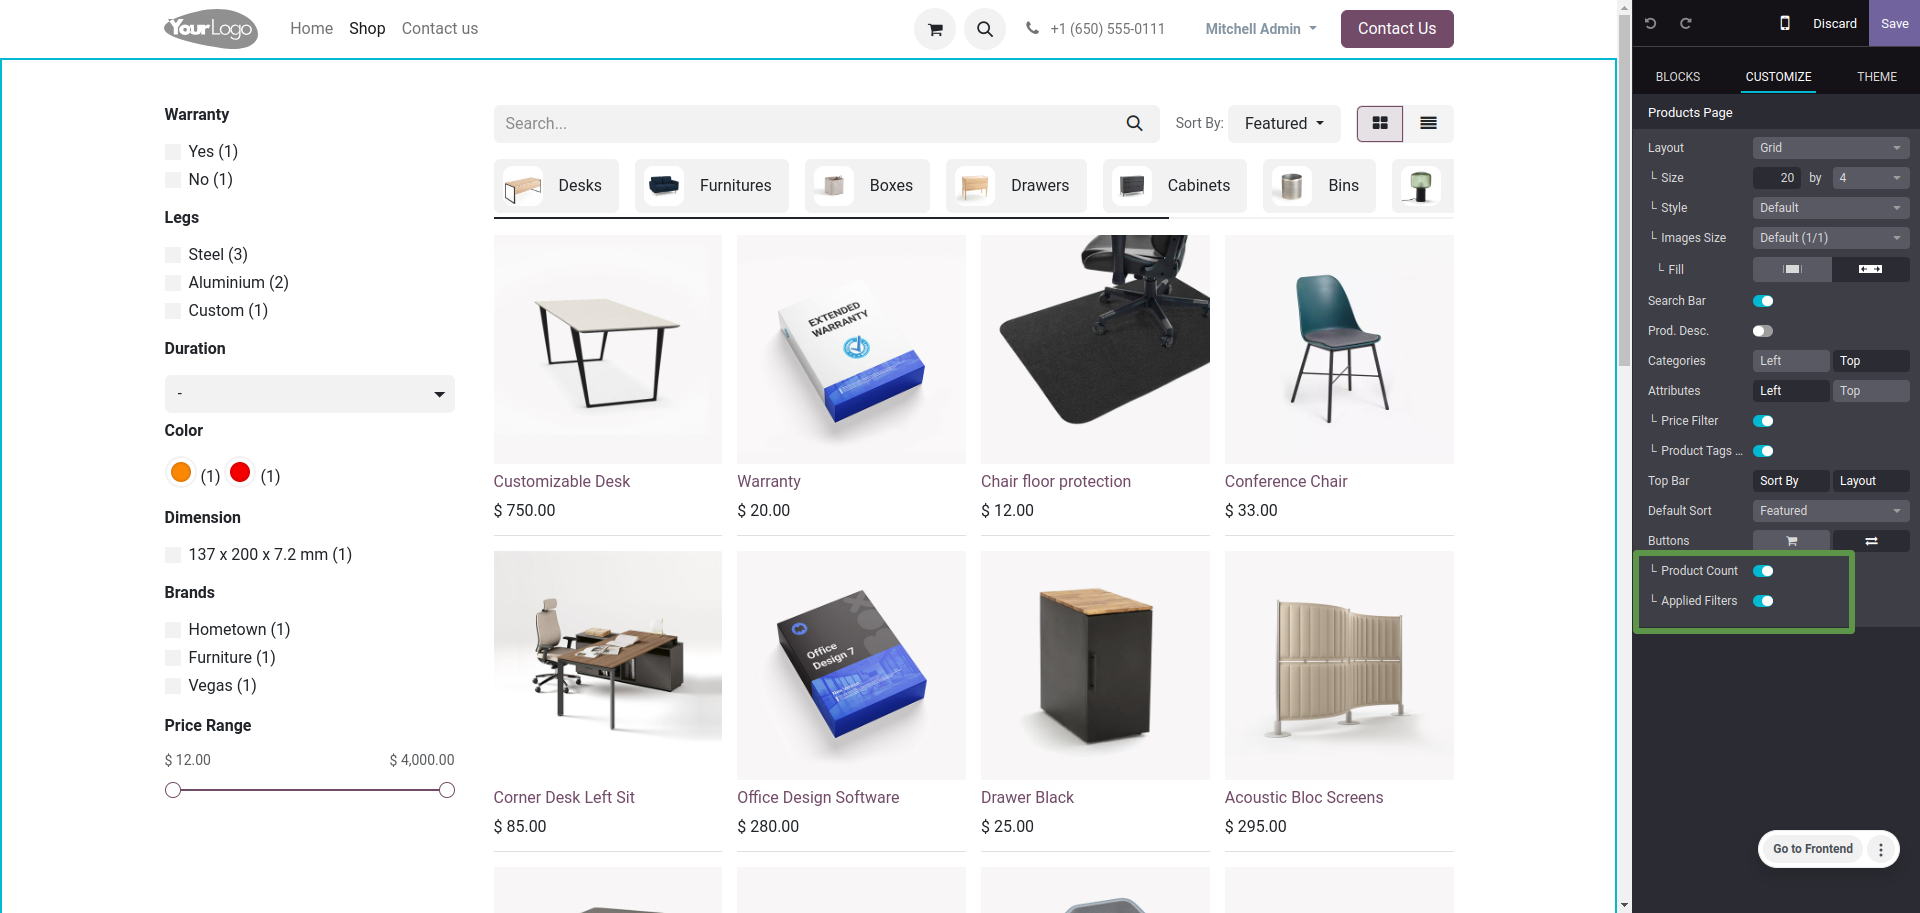 YourLogo
Home Shop Contact us
+1 (650) 555-0111
Mitchell Admin
Contact Us
Discard
Save
BLOCKS
CUSTOMIZE
THEME
Warranty
Yes (1)
No (1)
Legs
Steel (3)
Aluminium (2)
Custom (1)
Duration
-
Color
(1) (1)
Dimension
137 x 200 x 7.2 mm (1)
Brands
Hometown (1)
Furniture (1)
Vegas (1)
Price Range
$ 12.00 $ 4,000.00
Search...
Sort By: Featured
Desks
Furnitures
Boxes
Drawers
Cabinets
Bins
EXTENDED
WARRANTY
Customizable Desk
$ 750.00
Warranty
$ 20.00
Chair floor protection
$ 12.00
Conference Chair
$ 33.00
Office
Design 7
Corner Desk Left Sit
$ 85.00
Office Design Software
$ 280.00
Drawer Black
$ 25.00
Acoustic Bloc Screens
$ 295.00
Products Page
Layout Grid
└ Size 20 by 4
└ Style Default
└ Images Size Default (1/1)
└ Fill
Search Bar
Prod. Desc.
Categories Left Top
Attributes Left Top
└ Price Filter
└ Product Tags ...
Top Bar Sort By Layout
Default Sort Featured
Buttons
└ Product Count
└ Applied Filters
Go to Frontend